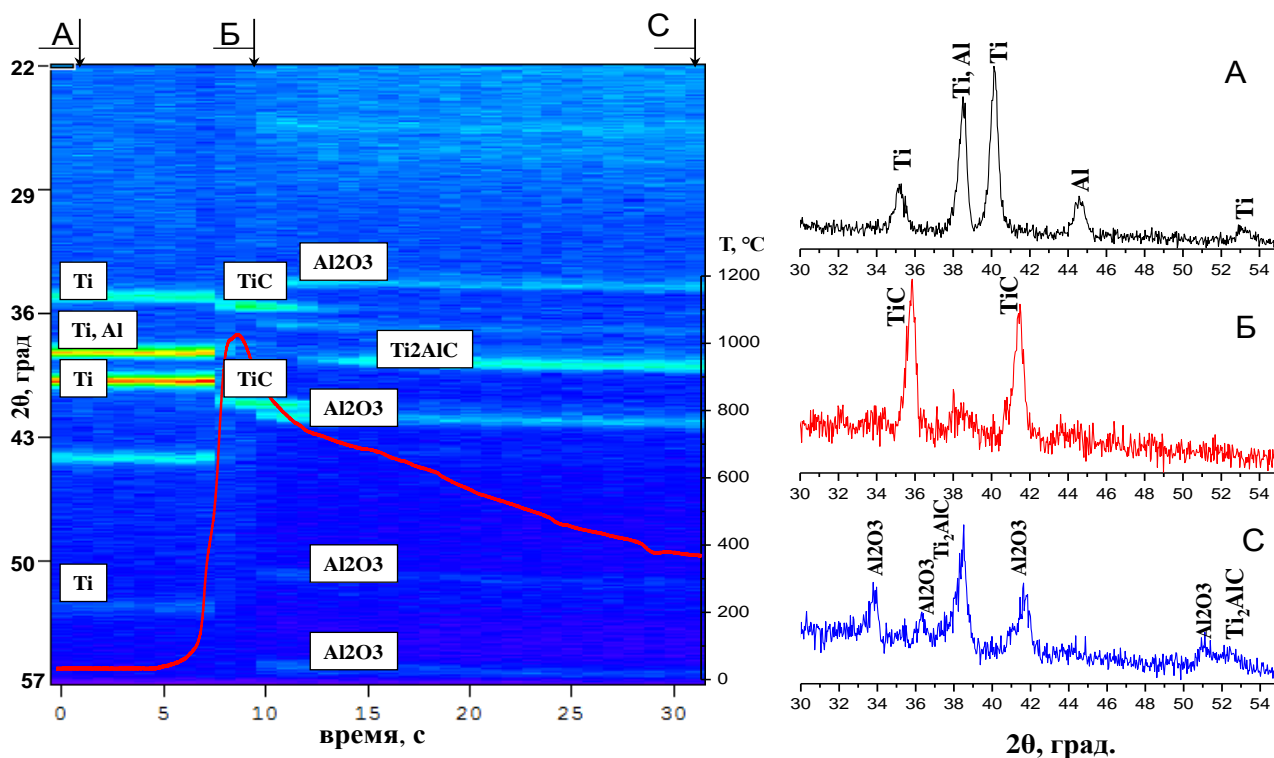 А Б С
22
29
36
43
50
57
2θ, град
0 5 10 15 20 25 30
время, с
T, °C
1200
1000
800
600
400
200
0
Ti
Ti, Al
Ti
Ti
TiC
TiC
Al2O3
Ti2AlC
Al2O3
Al2O3
Al2O3
А
Ti
Ti, Al
Ti
Al
Ti
30 32 34 36 38 40 42 44 46 48 50 52 54
Б
TiC
TiC
30 32 34 36 38 40 42 44 46 48 50 52 54
С
Al2O3
Al2O3
Ti₂AlC
Al2O3
Al2O3
Ti₂AlC
30 32 34 36 38 40 42 44 46 48 50 52 54
2θ, град.